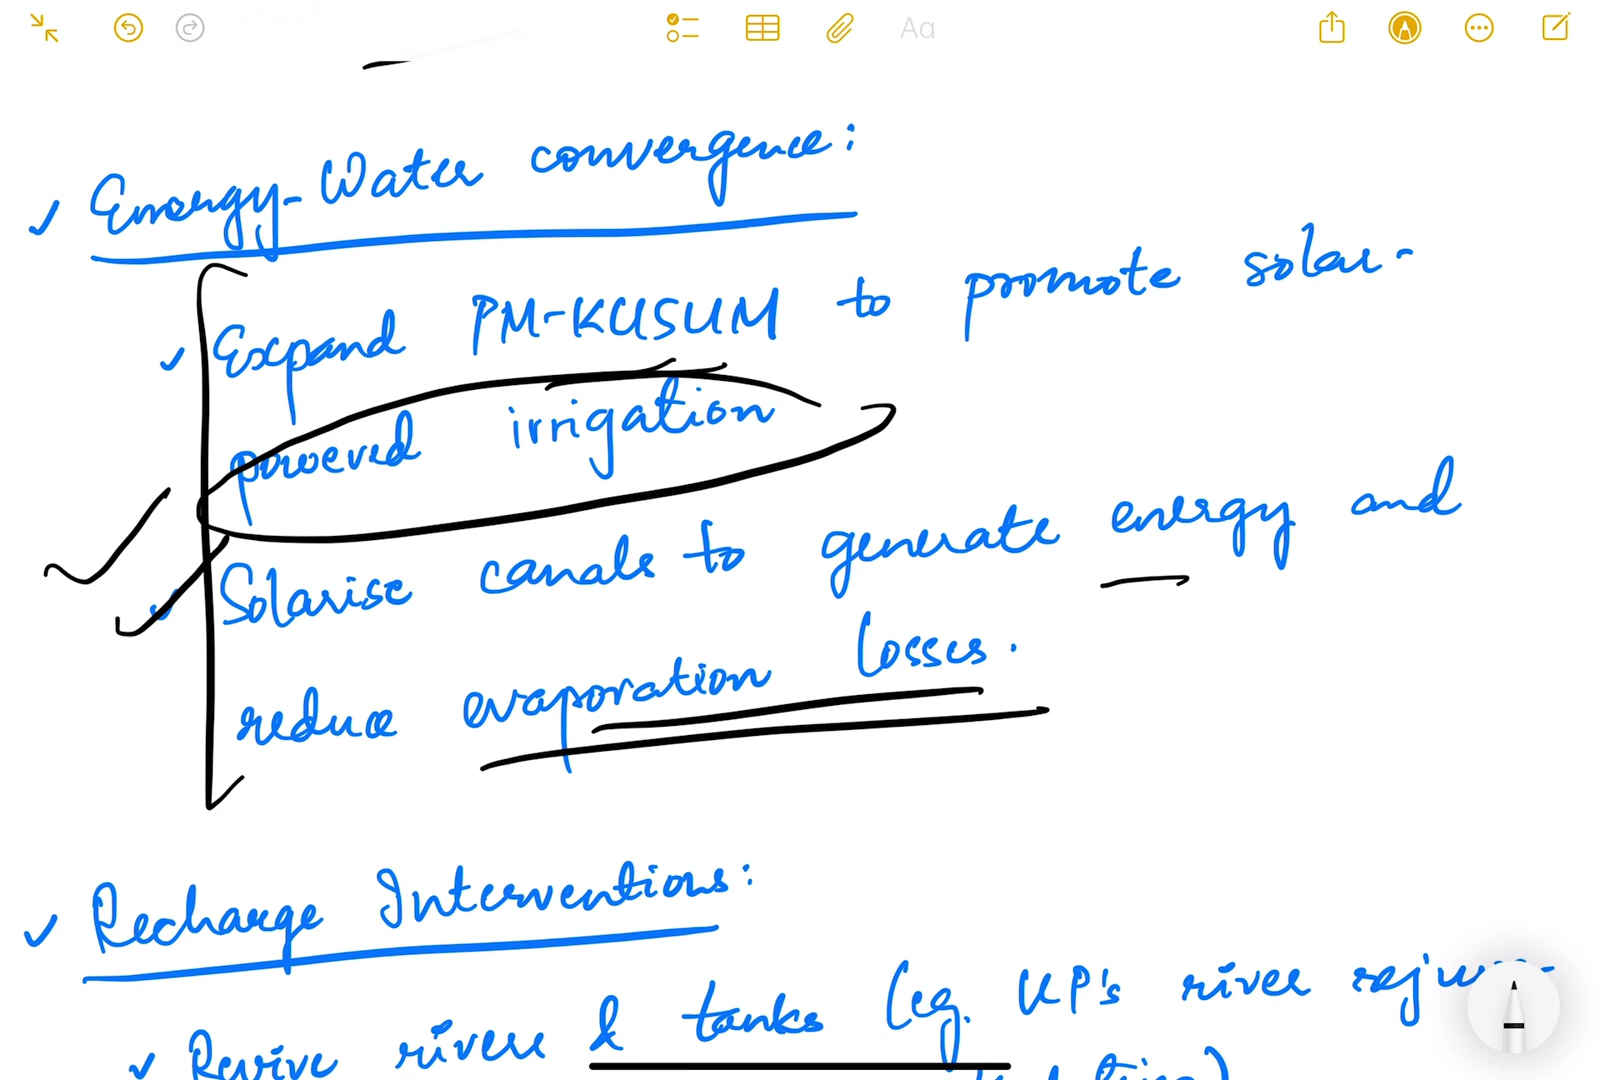 Aa
Energy-Water convergence:
Expand PM-KUSUM to promote solar-
powered irrigation
Solarise canals to generate energy and
reduce evaporation losses.
Recharge Interventions:
Revive rivers & tanks (eg. UP's river